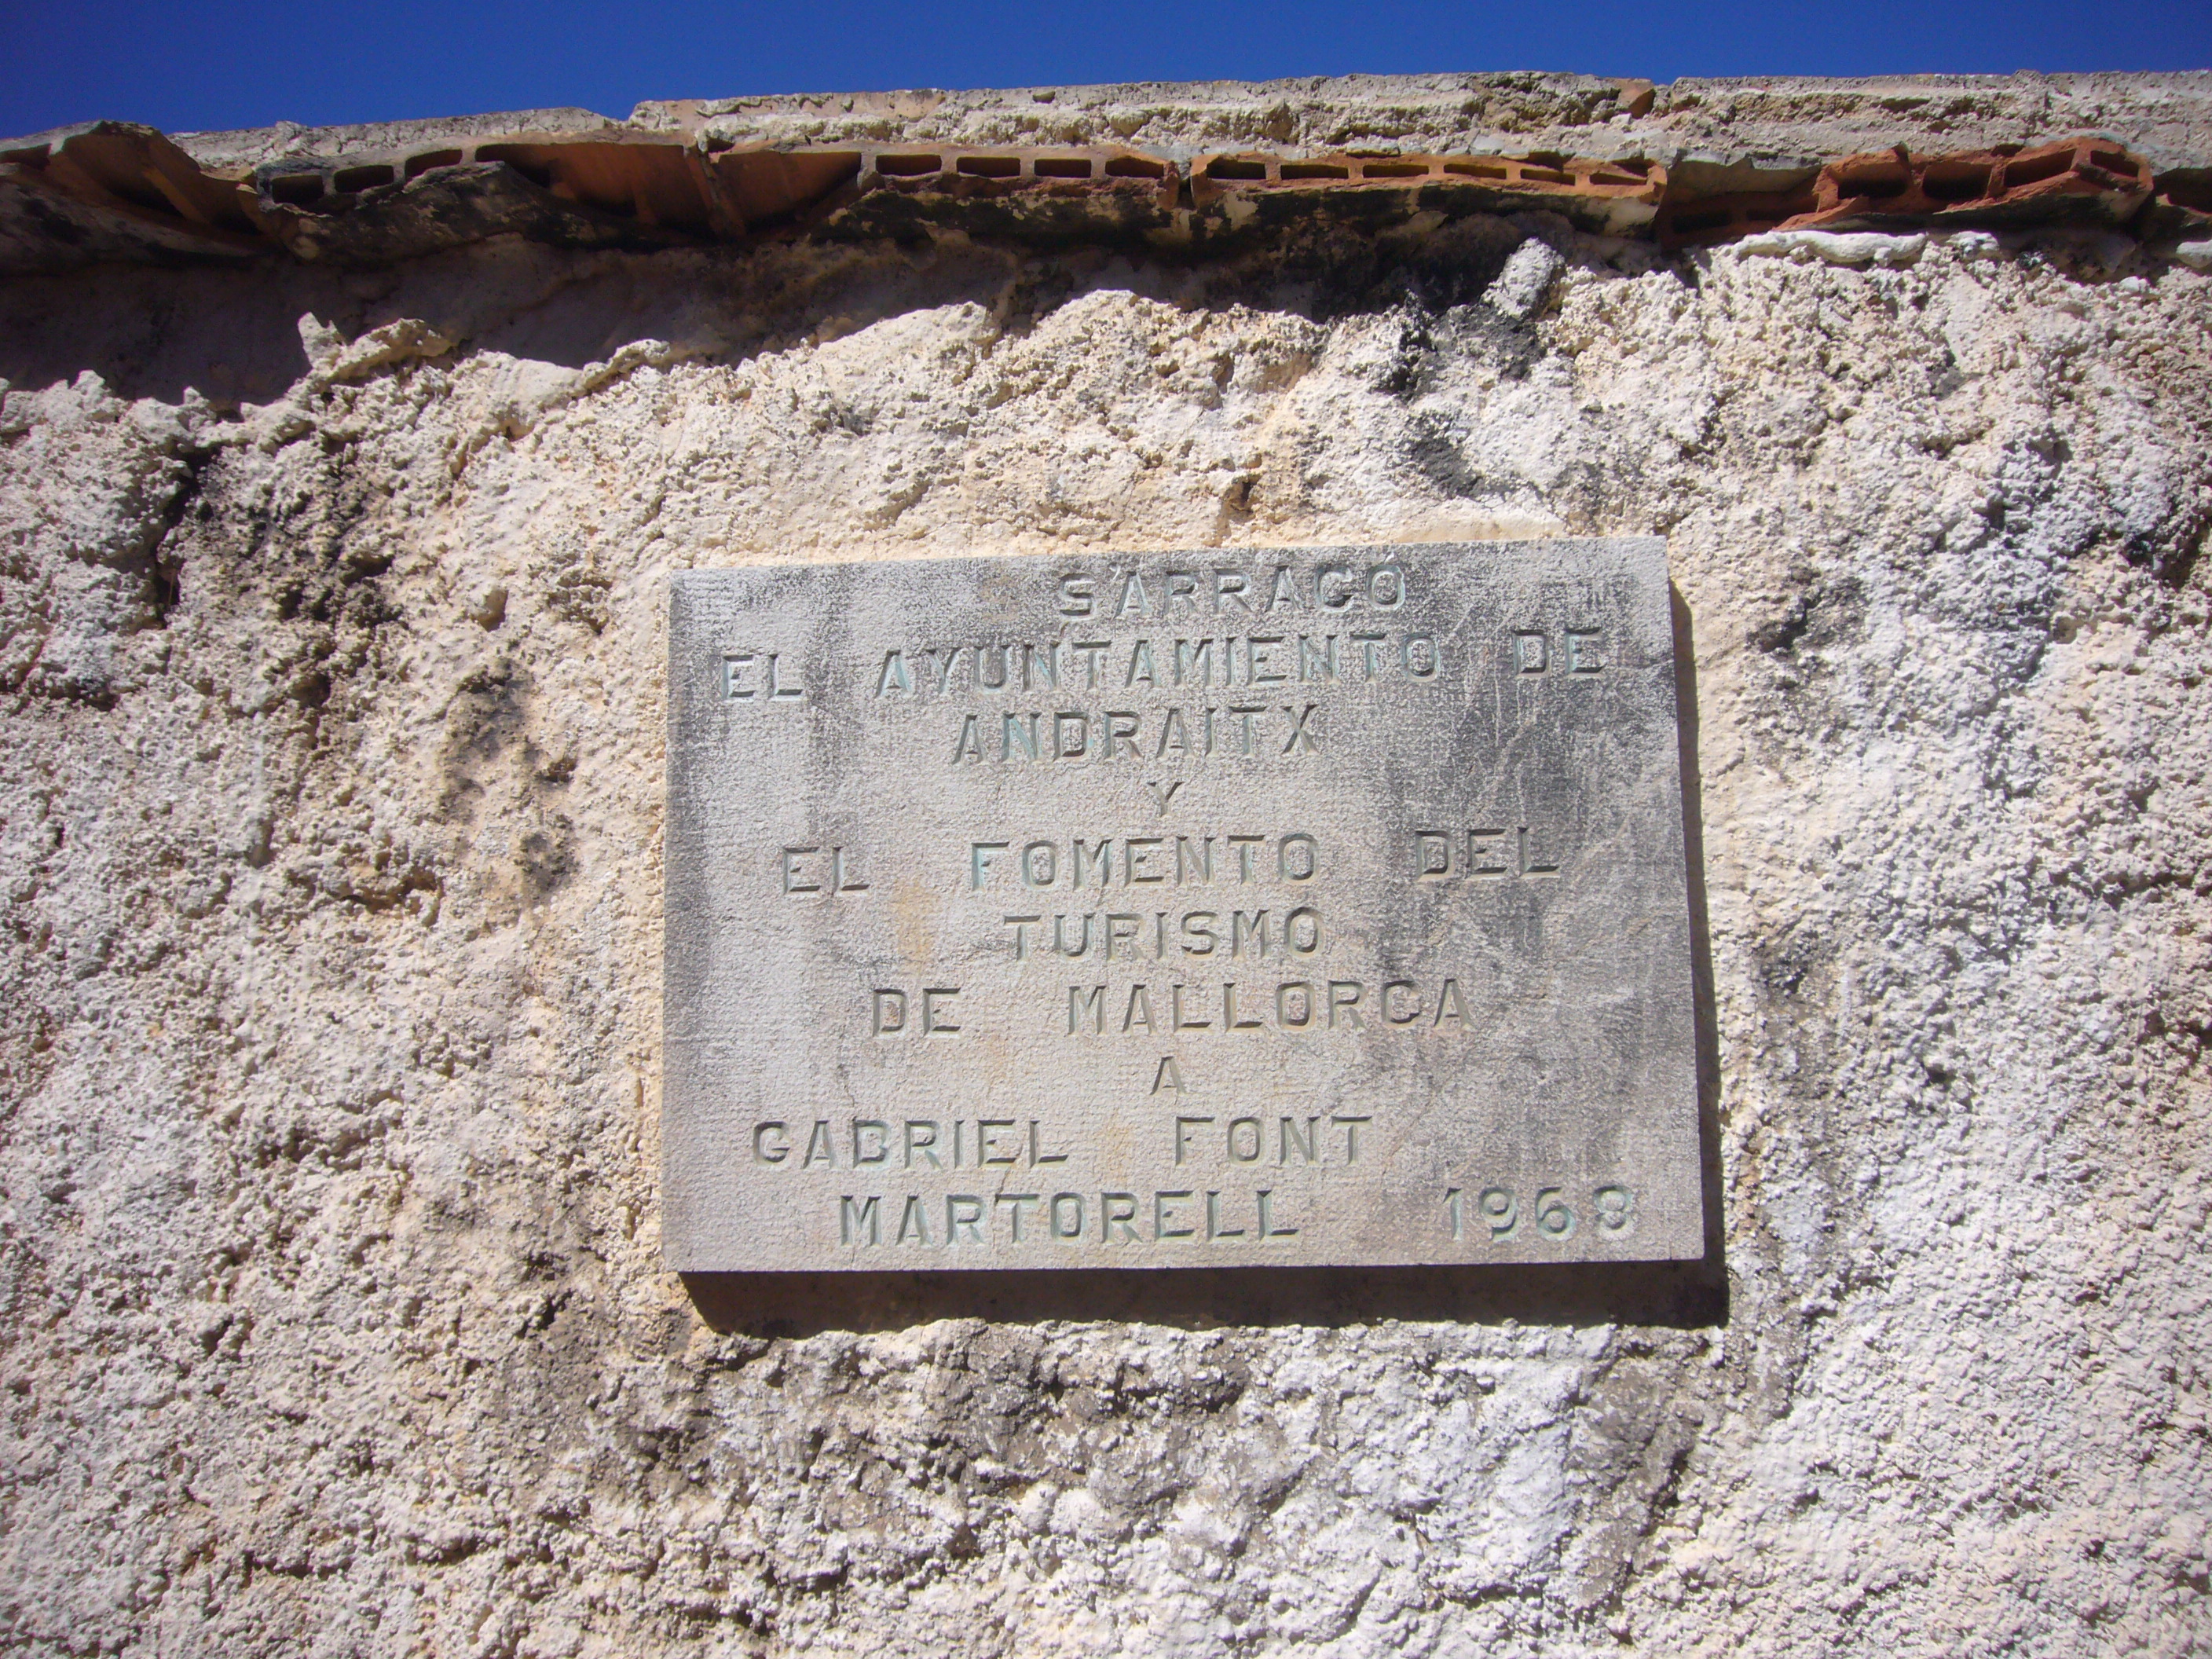 S'ARRACO
EL AYUNTAMIENTO DE
ANDRAITX
Y
EL FOMENTO DEL
TURISMO
DE MALLORCA
A
GABRIEL FONT
MARTORELL 1968